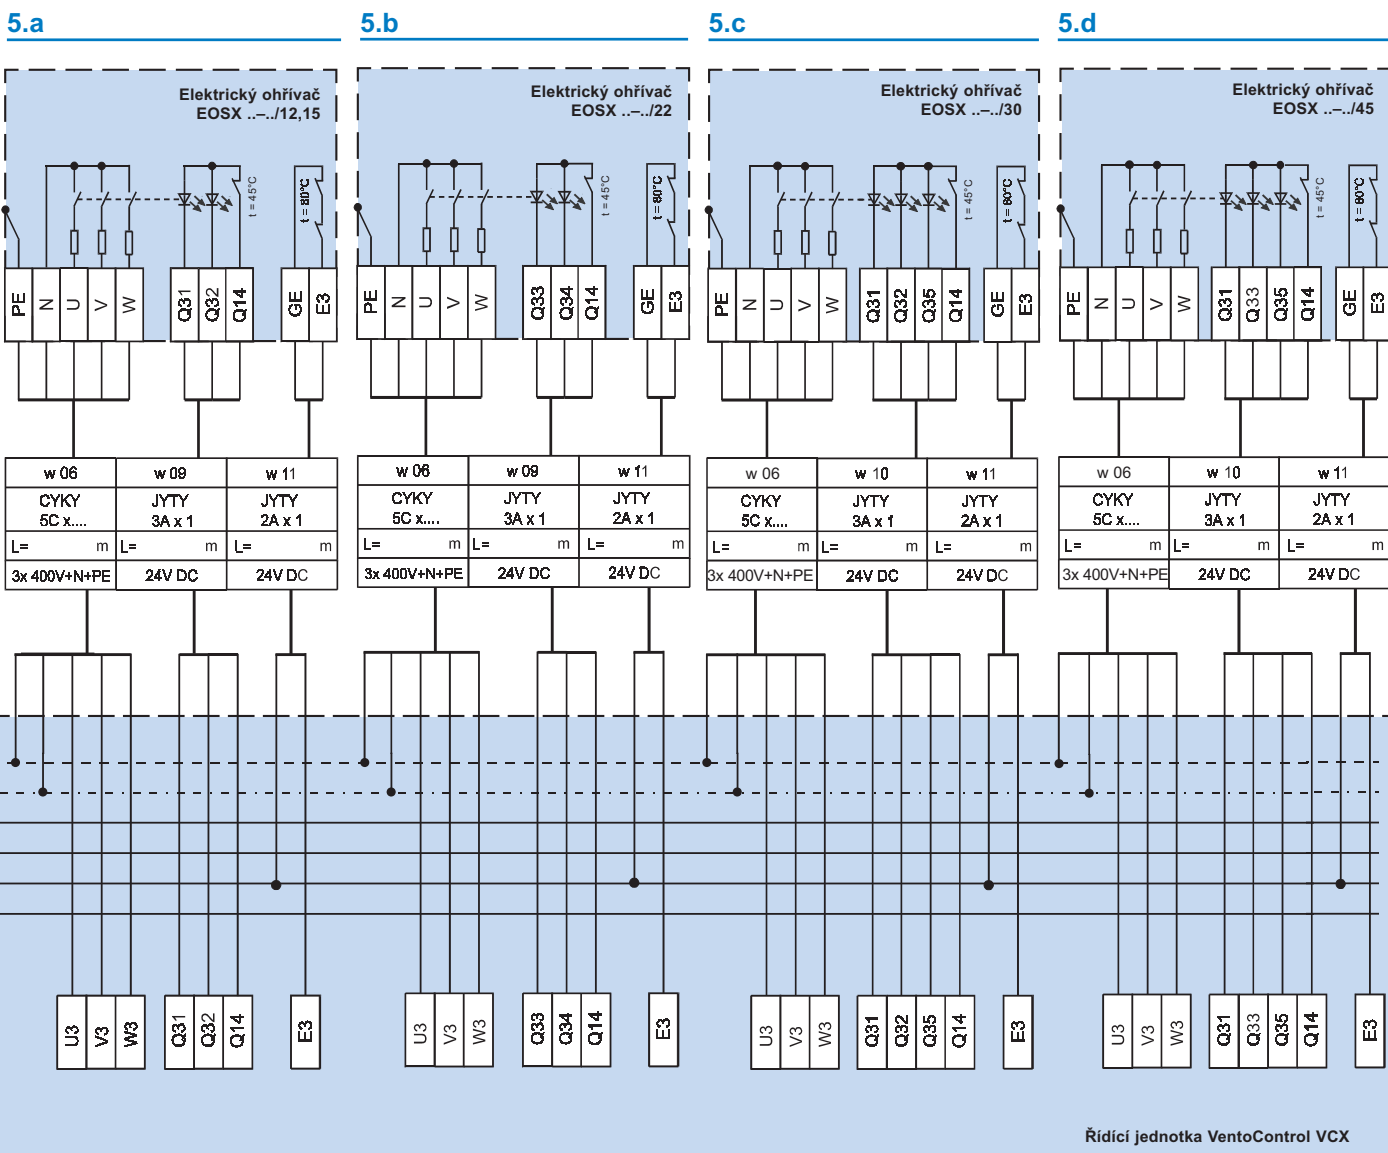 5.a
Elektrický ohřívač
EOSX ..–../12,15
t = 45°C
t = 80°C
PE N U V W Q31 Q32 Q14 GE E3
w 06 w 09 w 11
CYKY JYTY JYTY
5C x.... 3A x 1 2A x 1
L= m L= m L= m
3x 400V+N+PE 24V DC 24V DC
U3 V3 W3 Q31 Q32 Q14 E3
5.b
Elektrický ohřívač
EOSX ..–../22
t = 45°C
t = 80°C
PE N U V W Q33 Q34 Q14 GE E3
w 06 w 09 w 11
CYKY JYTY JYTY
5C x.... 3A x 1 2A x 1
L= m L= m L= m
3x 400V+N+PE 24V DC 24V DC
U3 V3 W3 Q33 Q34 Q14 E3
5.c
Elektrický ohřívač
EOSX ..–../30
t = 45°C
t = 80°C
PE N U V W Q31 Q32 Q35 Q14 GE E3
w 06 w 10 w 11
CYKY JYTY JYTY
5C x.... 3A x 1 2A x 1
L= m L= m L= m
3x 400V+N+PE 24V DC 24V DC
U3 V3 W3 Q31 Q32 Q35 Q14 E3
5.d
Elektrický ohřívač
EOSX ..–../45
t = 45°C
t = 80°C
PE N U V W Q31 Q33 Q35 Q14 GE E3
w 06 w 10 w 11
CYKY JYTY JYTY
5C x.... 3A x 1 2A x 1
L= m L= m L= m
3x 400V+N+PE 24V DC 24V DC
U3 V3 W3 Q31 Q33 Q35 Q14 E3
Řídící jednotka VentoControl VCX